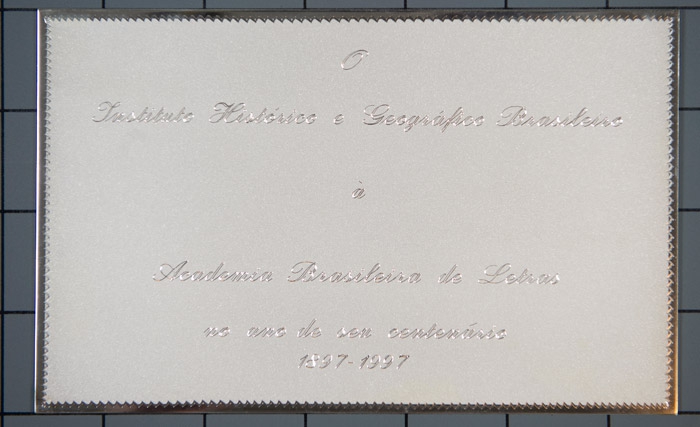 O
Instituto Histórico e Geográfico Brasileiro
à
Academia Brasileira de Letras
no ano de seu centenário
1897-1997